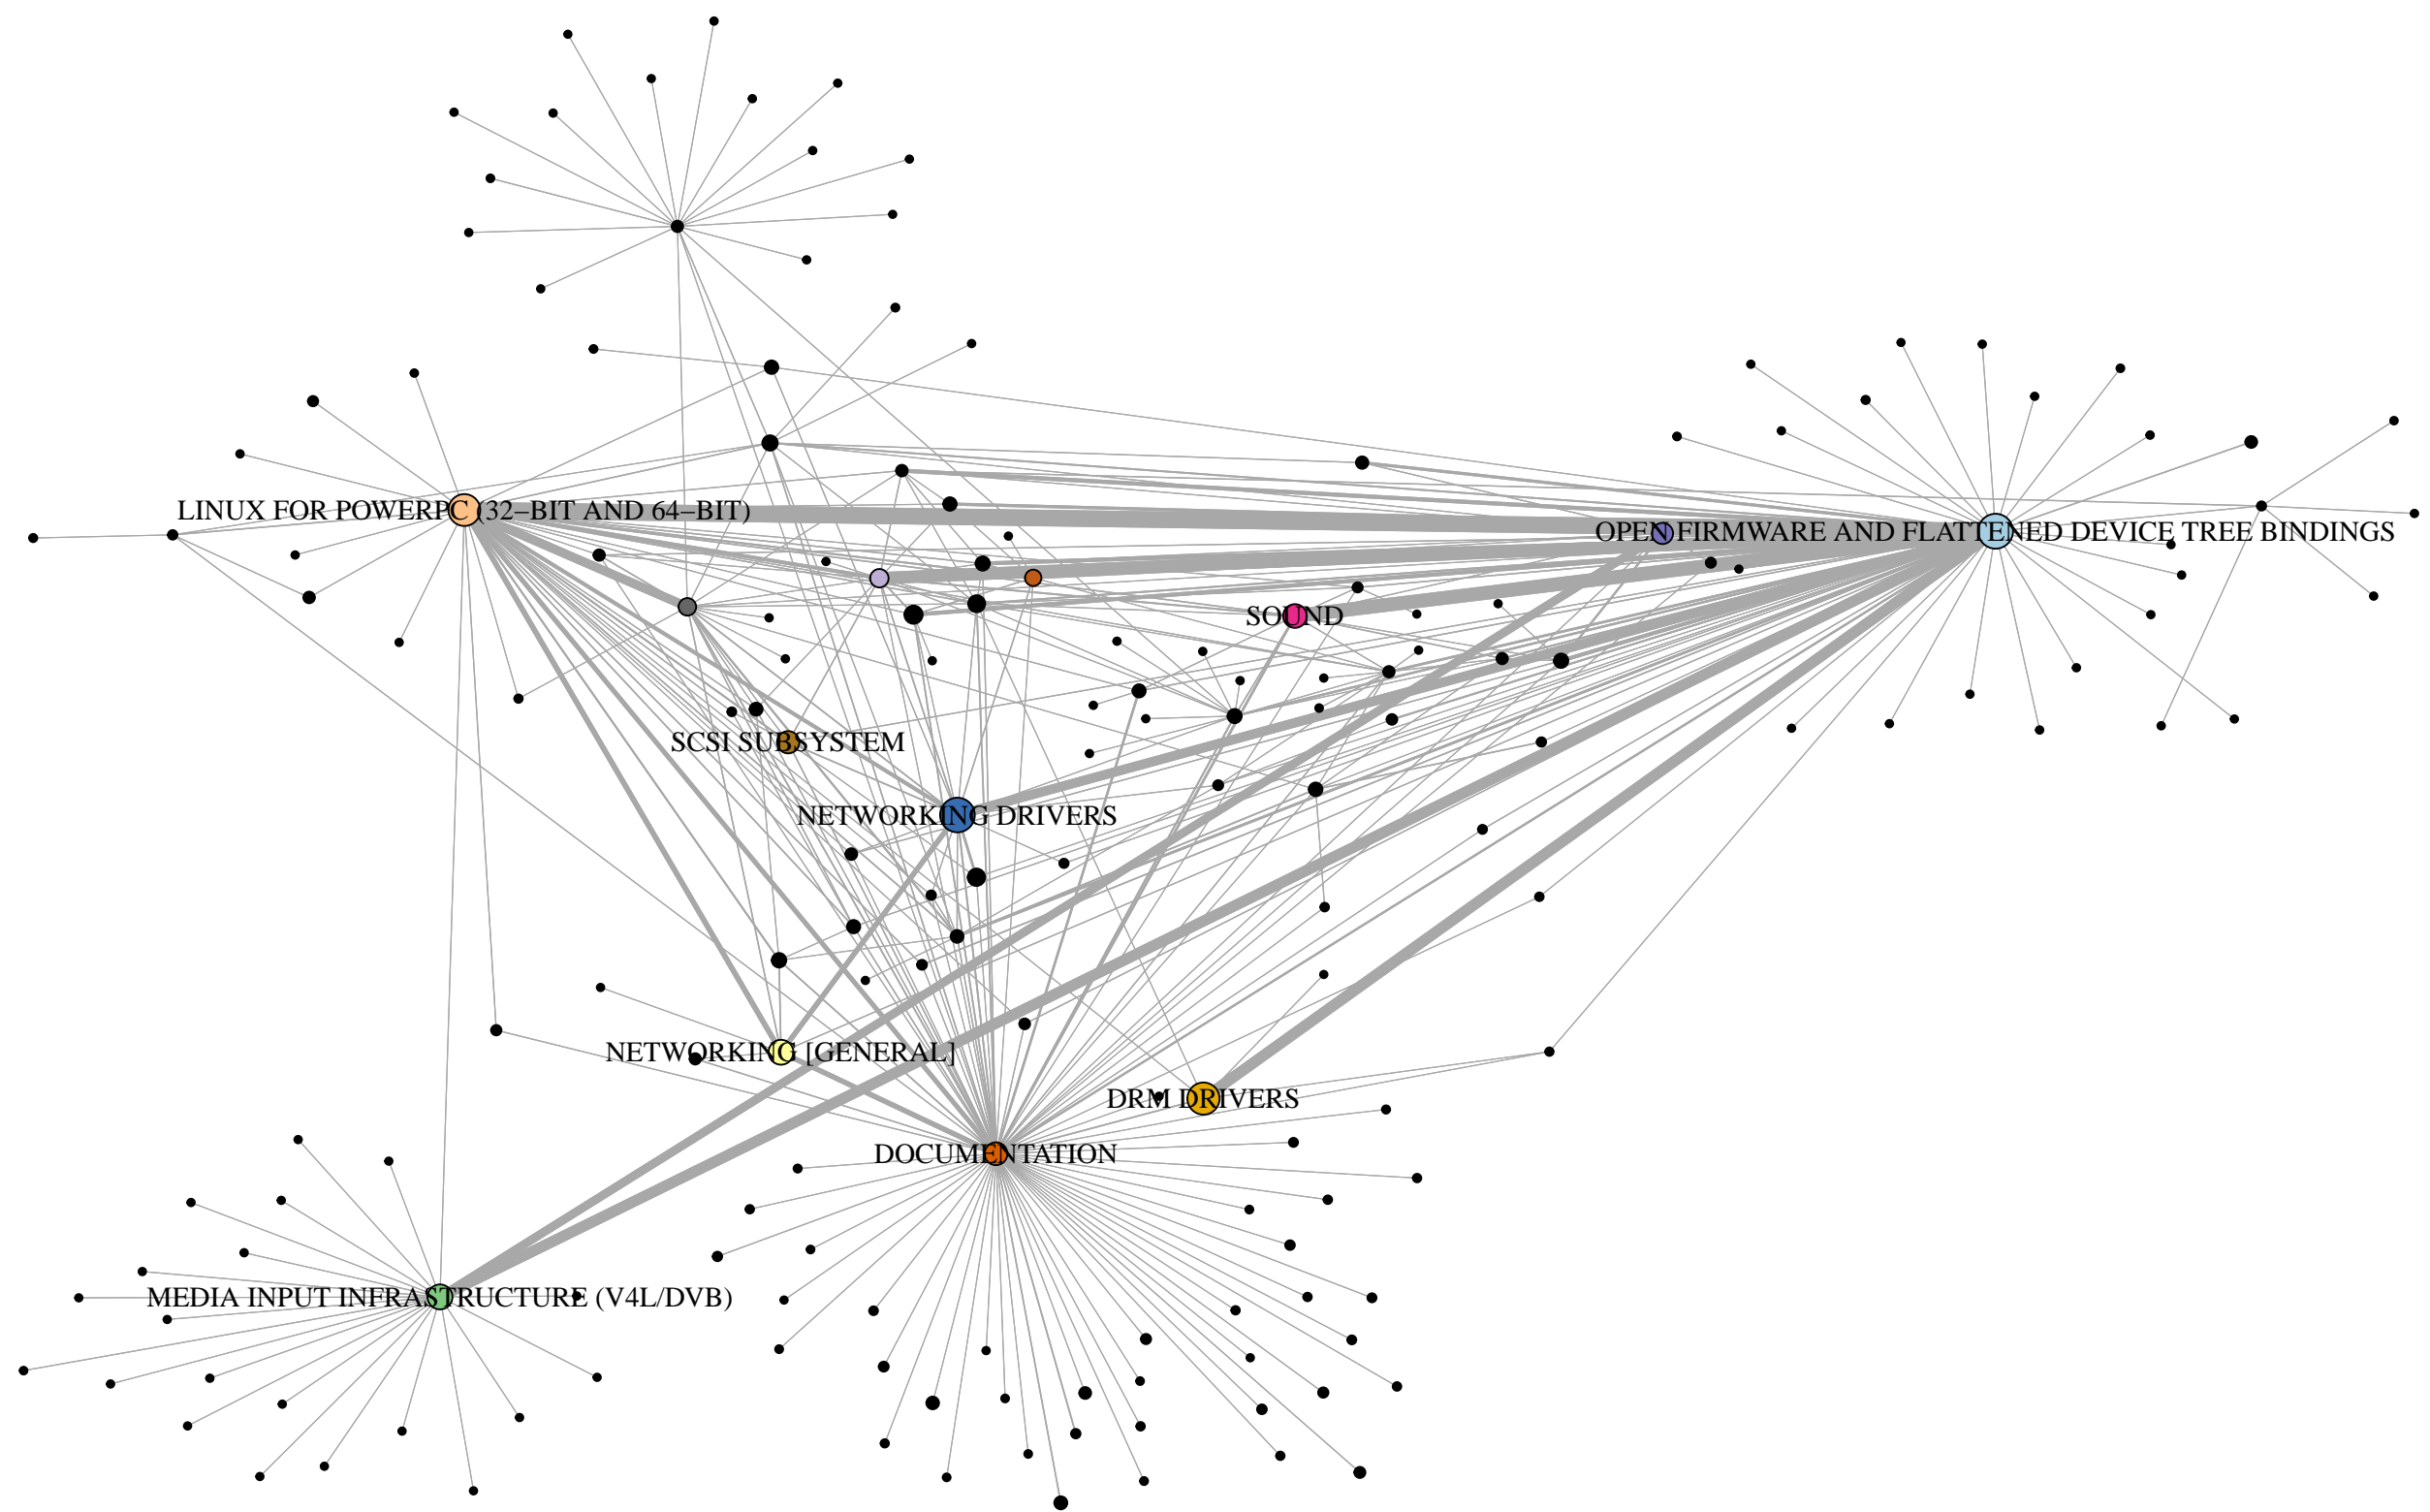 LINUX FOR POWERPC (32−BIT AND 64−BIT)
OPEN FIRMWARE AND FLATTENED DEVICE TREE BINDINGS
SOUND
SCSI SUBSYSTEM
NETWORKING DRIVERS
NETWORKING [GENERAL]
DRM DRIVERS
DOCUMENTATION
MEDIA INPUT INFRASTRUCTURE (V4L/DVB)